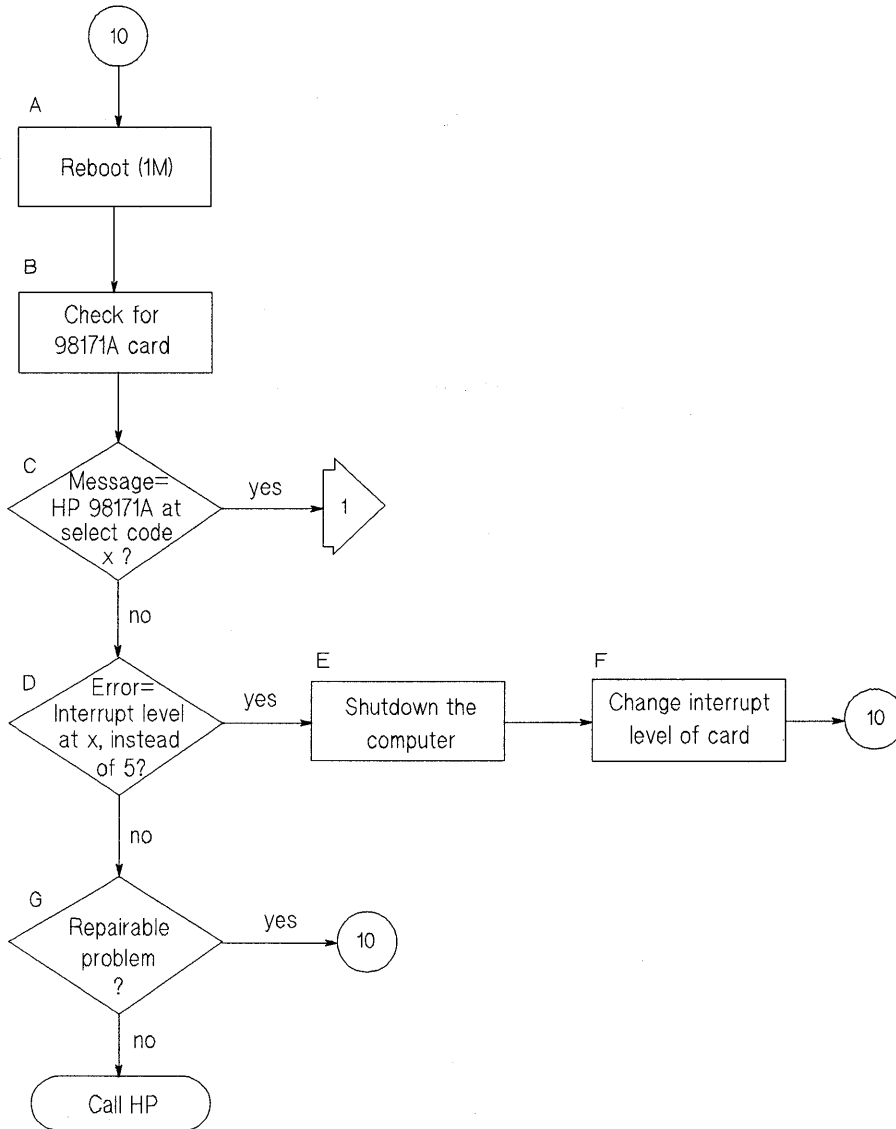 10
A
Reboot (1M)
B
Check for
98171A card
C
Message=
HP 98171A at
select code
x ?
yes
1
no
D
Error=
Interrupt level
at x, instead
of 5?
yes
E
Shutdown the
computer
F
Change interrupt
level of card
10
no
G
Repairable
problem
?
yes
10
no
Call HP